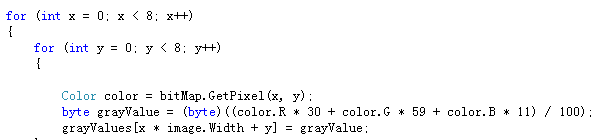 for (int x = 0; x < 8; x++)
{
for (int y = 0; y < 8; y++)
{
Color color = bitMap.GetPixel(x, y);
byte grayValue = (byte)((color.R * 30 + color.G * 59 + color.B * 11) / 100);
grayValues[x * image.Width + y] = grayValue;